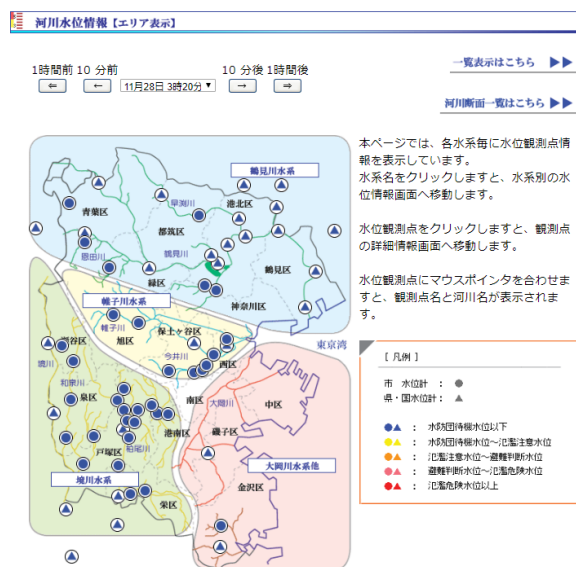 河川水位情報【エリア表示】
一覧表示はこちら ▶▶
1時間前 10 分前 10 分後 1時間後
⇐ ← 11月28日 3時20分 ▼ → ⇒
河川断面一覧はこちら ▶▶
本ページでは、各水系毎に水位観測点情
報を表示しています。
水系名をクリックしますと、水系別の水
位情報画面へ移動します。
水位観測点をクリックしますと、観測点
の詳細情報画面へ移動します。
水位観測点にマウスポインタを合わせま
すと、観測点名と河川名が表示されま
す。
鶴見川水系
早渕川
港北区
青葉区
都筑区
鶴見川
恩田川
鶴見区
緑区
神奈川区
帷子川水系
帷子川
保土ヶ谷区
旭区
東京湾
今井川
西区
瀬谷区
境川
和泉川
泉区
南区
大岡川
中区
港南区
磯子区
戸塚区
柏尾川
大岡川水系他
境川水系
金沢区
栄区
[ 凡例 ]
市 水位計 : ●
県・国水位計 : ▲
●▲ : 水防団待機水位以下
●▲ : 水防団待機水位~氾濫注意水位
●▲ : 氾濫注意水位~避難判断水位
●▲ : 避難判断水位~氾濫危険水位
●▲ : 氾濫危険水位以上